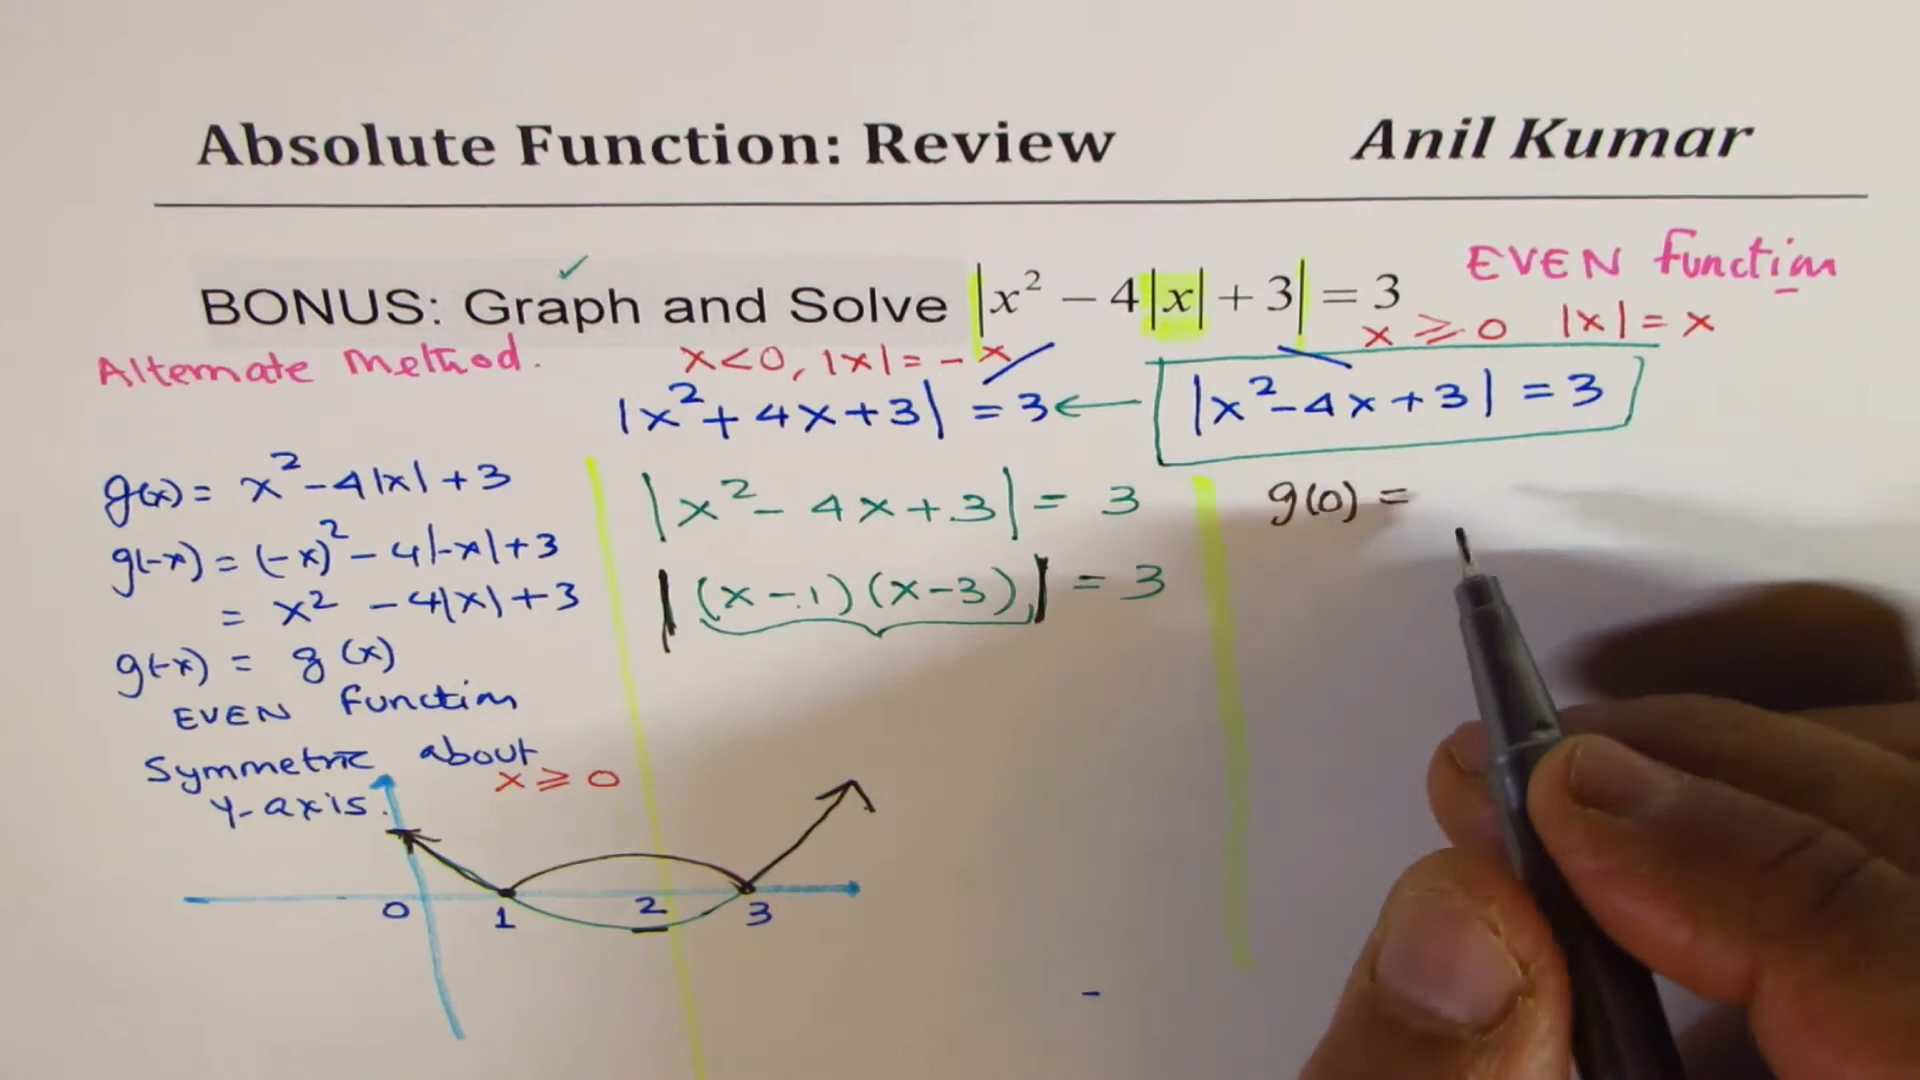 Absolute Function: Review Anil Kumar
BONUS: Graph and Solve |x² − 4|x| + 3| = 3
EVEN Function
Alternate Method. x<0, |x| = -x x ≥ 0 |x| = x
|x²+4x+3| = 3 ← |x²-4x+3| = 3
g(x) = x²-4|x|+3
g(-x) = (-x)²-4|-x|+3
= x² -4|x|+3
g(-x) = g(x)
EVEN Function
Symmetric about
y-axis.
|x²-4x+3| = 3
|(x-1)(x-3)| = 3
g(0) =
x ≥ 0
0 1 2 3